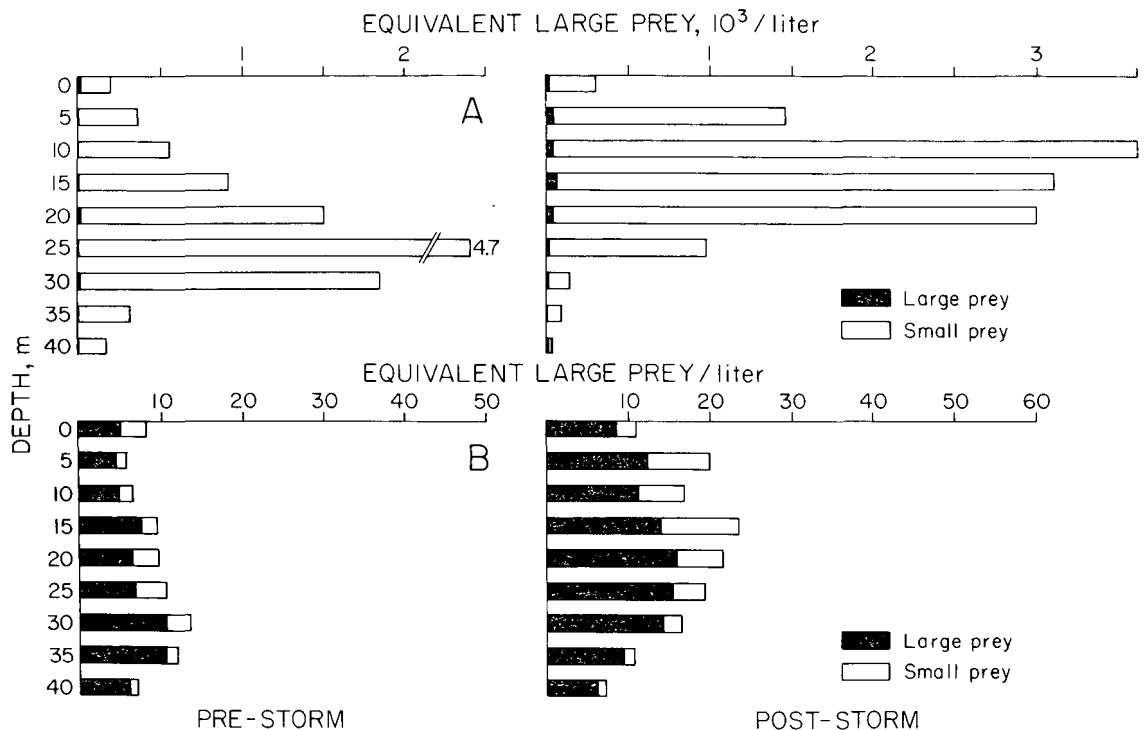 EQUIVALENT LARGE PREY, 10³/liter
1 2
1 2 3
0
5
10
15
20
25
30
35
40
A
4.7
Large prey
Small prey
DEPTH, m
EQUIVALENT LARGE PREY/liter
10 20 30 40 50
10 20 30 40 50 60
0
5
10
15
20
25
30
35
40
B
Large prey
Small prey
PRE-STORM
POST-STORM